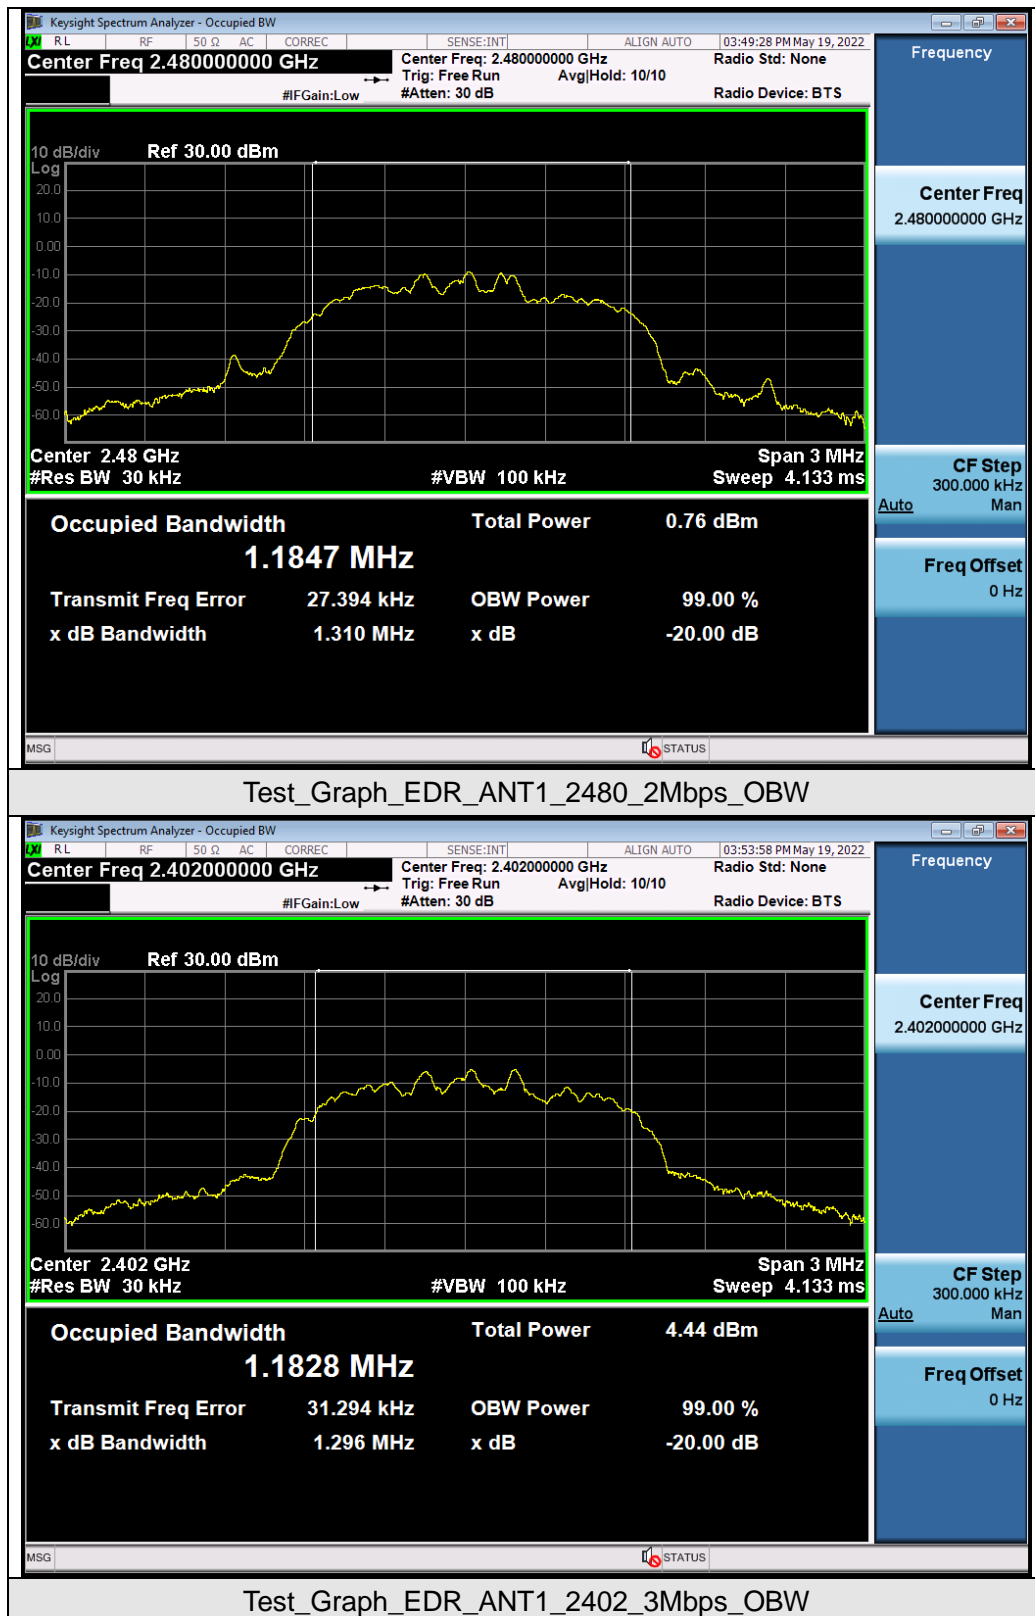 Keysight Spectrum Analyzer - Occupied BW
LXI RL RF 50 Ω AC CORREC SENSE:INT ALIGN AUTO 03:49:28 PM May 19, 2022
Center Freq 2.480000000 GHz
Center Freq: 2.480000000 GHz
Radio Std: None
Trig: Free Run Avg|Hold: 10/10
#IFGain:Low
#Atten: 30 dB
Radio Device: BTS
Frequency
10 dB/div Ref 30.00 dBm
Log
20.0
10.0
0.00
-10.0
-20.0
-30.0
-40.0
-50.0
-60.0
Center Freq
2.480000000 GHz
Center 2.48 GHz Span 3 MHz
#Res BW 30 kHz #VBW 100 kHz Sweep 4.133 ms
CF Step
300.000 kHz
Auto Man
Occupied Bandwidth Total Power 0.76 dBm
1.1847 MHz
Freq Offset
0 Hz
Transmit Freq Error 27.394 kHz OBW Power 99.00 %
x dB Bandwidth 1.310 MHz x dB -20.00 dB
MSG STATUS
Test_Graph_EDR_ANT1_2480_2Mbps_OBW
Keysight Spectrum Analyzer - Occupied BW
LXI RL RF 50 Ω AC CORREC SENSE:INT ALIGN AUTO 03:53:58 PM May 19, 2022
Center Freq 2.402000000 GHz
Center Freq: 2.402000000 GHz
Radio Std: None
Trig: Free Run Avg|Hold: 10/10
#IFGain:Low
#Atten: 30 dB
Radio Device: BTS
Frequency
10 dB/div Ref 30.00 dBm
Log
20.0
10.0
0.00
-10.0
-20.0
-30.0
-40.0
-50.0
-60.0
Center Freq
2.402000000 GHz
Center 2.402 GHz Span 3 MHz
#Res BW 30 kHz #VBW 100 kHz Sweep 4.133 ms
CF Step
300.000 kHz
Auto Man
Occupied Bandwidth Total Power 4.44 dBm
1.1828 MHz
Freq Offset
0 Hz
Transmit Freq Error 31.294 kHz OBW Power 99.00 %
x dB Bandwidth 1.296 MHz x dB -20.00 dB
MSG STATUS
Test_Graph_EDR_ANT1_2402_3Mbps_OBW